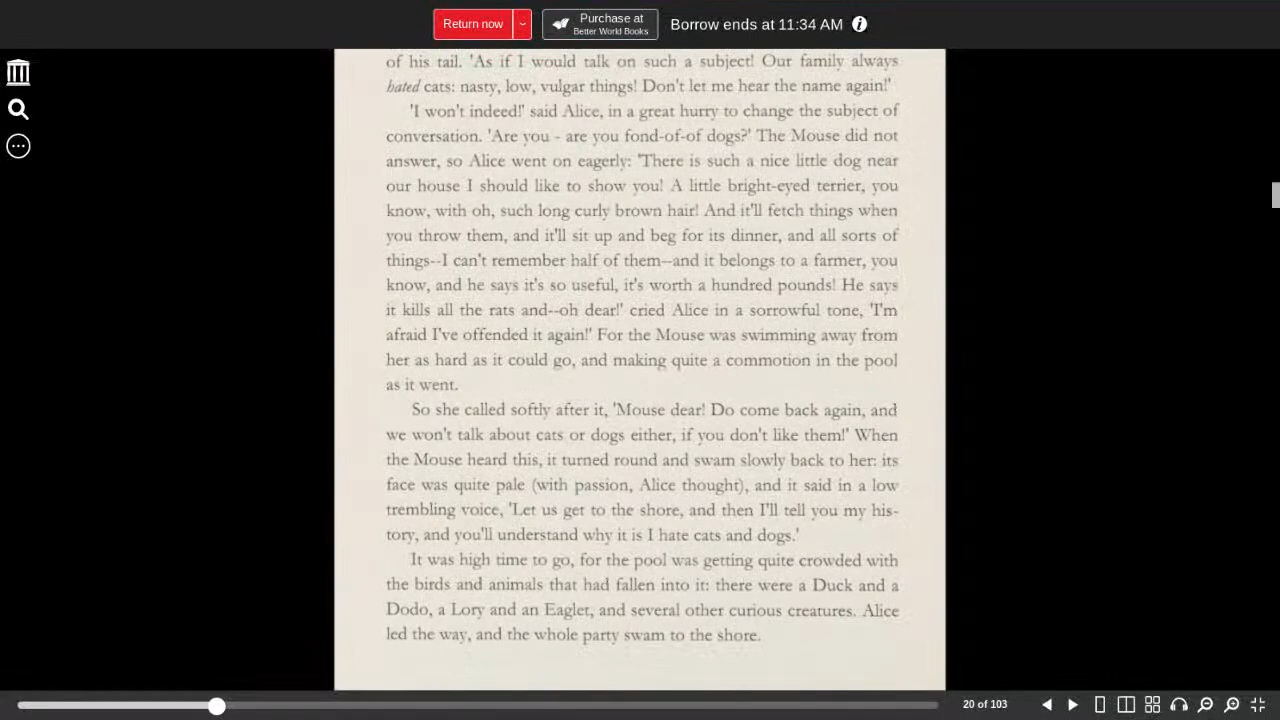 Return now
Purchase at
Better World Books
Borrow ends at 11:34 AM
of his tail. 'As if I would talk on such a subject! Our family always
hated cats: nasty, low, vulgar things! Don't let me hear the name again!'
'I won't indeed!' said Alice, in a great hurry to change the subject of
conversation. 'Are you - are you fond-of-of dogs?' The Mouse did not
answer, so Alice went on eagerly: 'There is such a nice little dog near
our house I should like to show you! A little bright-eyed terrier, you
know, with oh, such long curly brown hair! And it'll fetch things when
you throw them, and it'll sit up and beg for its dinner, and all sorts of
things--I can't remember half of them--and it belongs to a farmer, you
know, and he says it's so useful, it's worth a hundred pounds! He says
it kills all the rats and--oh dear!' cried Alice in a sorrowful tone, 'I'm
afraid I've offended it again!' For the Mouse was swimming away from
her as hard as it could go, and making quite a commotion in the pool
as it went.
So she called softly after it, 'Mouse dear! Do come back again, and
we won't talk about cats or dogs either, if you don't like them!' When
the Mouse heard this, it turned round and swam slowly back to her: its
face was quite pale (with passion, Alice thought), and it said in a low
trembling voice, 'Let us get to the shore, and then I'll tell you my his-
tory, and you'll understand why it is I hate cats and dogs.'
It was high time to go, for the pool was getting quite crowded with
the birds and animals that had fallen into it: there were a Duck and a
Dodo, a Lory and an Eaglet, and several other curious creatures. Alice
led the way, and the whole party swam to the shore.
20 of 103